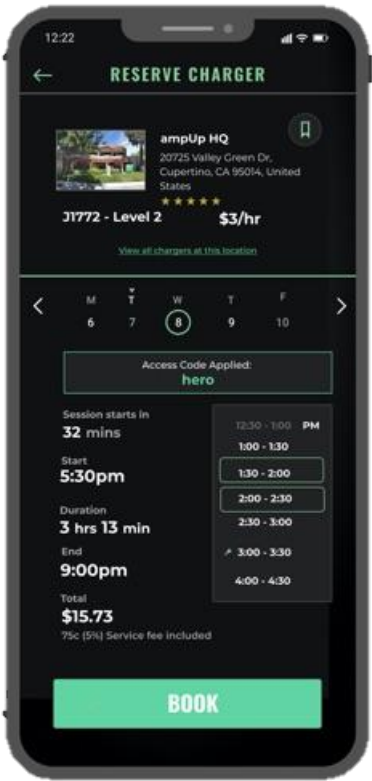 12:22
RESERVE CHARGER
ampUp HQ
20725 Valley Green Dr,
Cupertino, CA 95014, United
States
J1772 - Level 2
$3/hr
View all chargers at this location
M T W T F
6 7 8 9 10
Access Code Applied:
hero
Session starts in
32 mins
Start
5:30pm
Duration
3 hrs 13 min
End
9:00pm
Total
$15.73
75c (5%) Service fee included
12:30 - 1:00 PM
1:00 - 1:30
1:30 - 2:00
2:00 - 2:30
2:30 - 3:00
3:00 - 3:30
4:00 - 4:30
BOOK